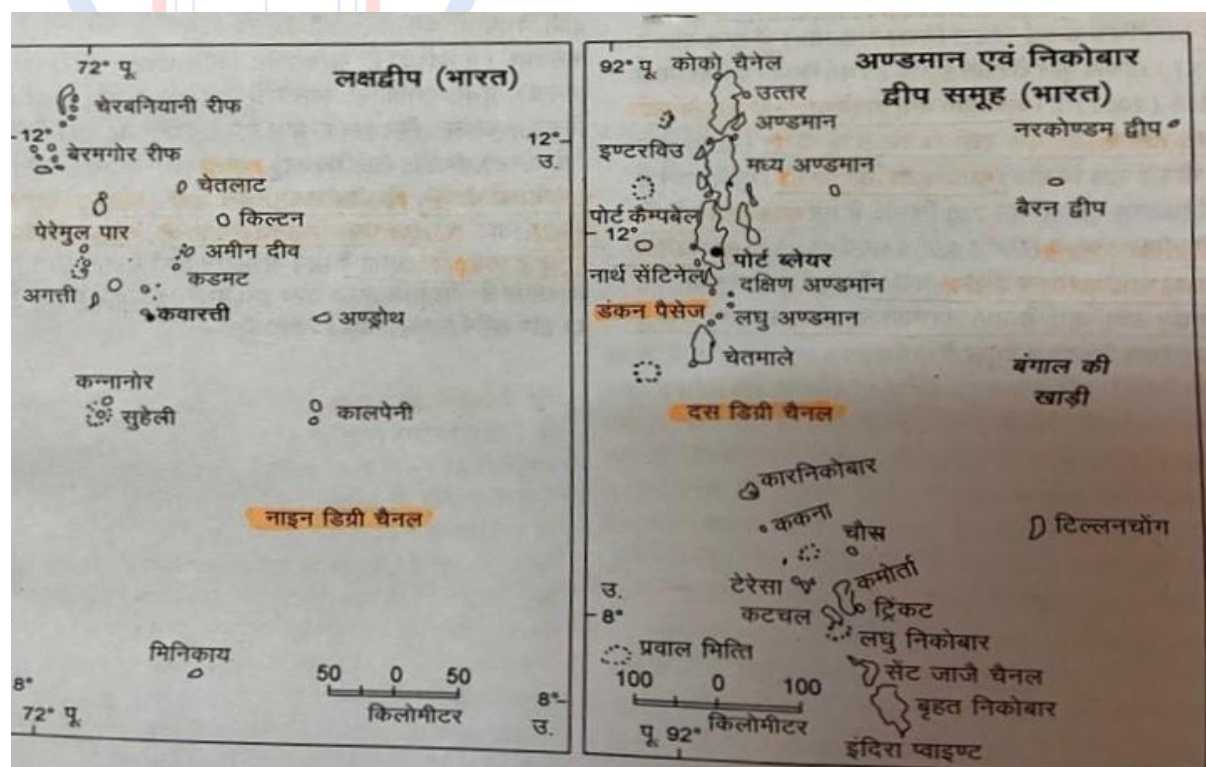 72° पू.
लक्षद्वीप (भारत)
चेरबनियानी रीफ
12°
12°
उ.
बेरमगोर रीफ
चेतलाट
किल्टन
पेरेमुल पार
अमीन दीव
कडमट
अगत्ती
कवारत्ती
अण्ड्रोथ
कन्नानोर
सुहेली
कालपेनी
नाइन डिग्री चैनल
मिनिकाय
50 0 50
किलोमीटर
8°
8°
उ.
72° पू.
92° पू.
कोको चैनेल
अण्डमान एवं निकोबार
द्वीप समूह (भारत)
उत्तर
अण्डमान
नरकोण्डम द्वीप
इण्टरविउ
मध्य अण्डमान
बैरन द्वीप
पोर्ट कैम्पबेल
12°
पोर्ट ब्लेयर
नार्थ सेंटिनेल
दक्षिण अण्डमान
डंकन पैसेज
लघु अण्डमान
चेतमाले
बंगाल की
खाड़ी
दस डिग्री चैनल
कारनिकोबार
ककना
चौस
टिल्लनचोंग
टेरेसा
कमोर्ता
उ.
8°
कटचल
ट्रिंकट
लघु निकोबार
प्रवाल भित्ति
सेंट जाजै चैनल
100 0 100
किलोमीटर
बृहत निकोबार
पू. 92°
इंदिरा प्वाइण्ट